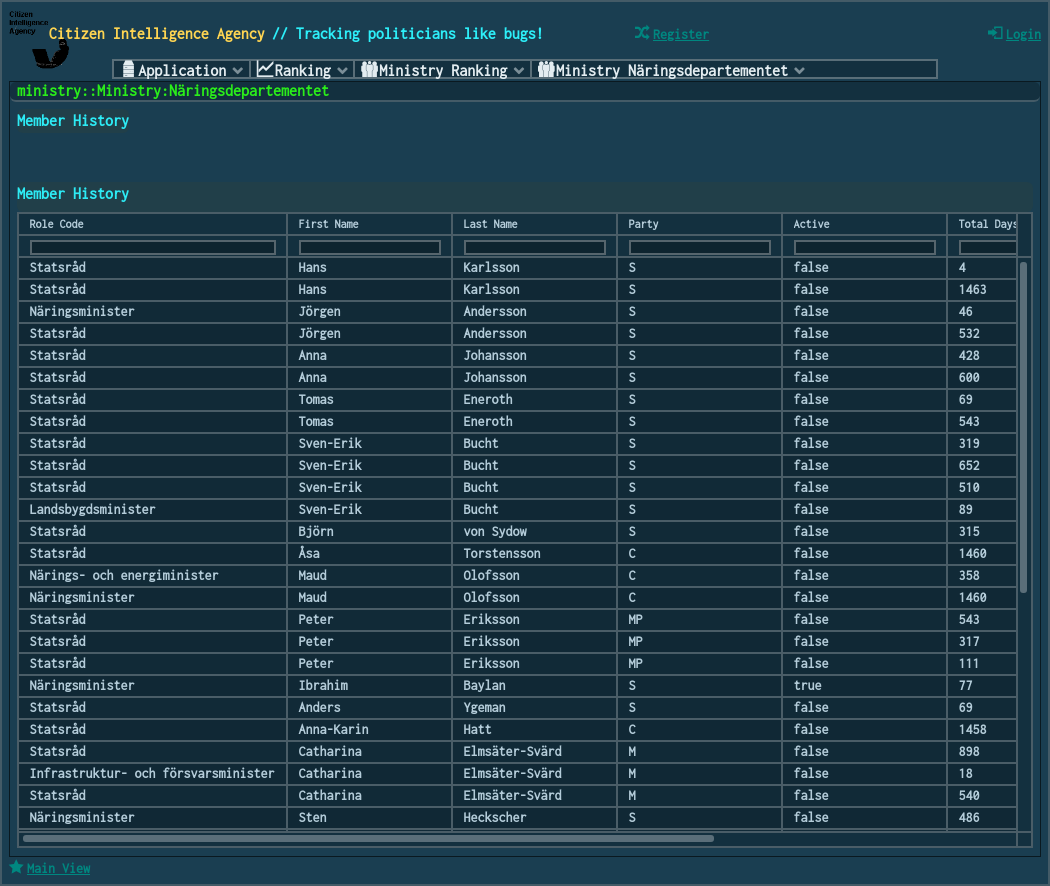 Citizen
Intelligence
Agency
Citizen Intelligence Agency // Tracking politicians like bugs!
Register
Login
Application
Ranking
Ministry Ranking
Ministry Näringsdepartementet
ministry::Ministry:Näringsdepartementet
Member History
Member History
Role Code First Name Last Name Party Active Total Days
Statsråd Hans Karlsson S false 4
Statsråd Hans Karlsson S false 1463
Näringsminister Jörgen Andersson S false 46
Statsråd Jörgen Andersson S false 532
Statsråd Anna Johansson S false 428
Statsråd Anna Johansson S false 600
Statsråd Tomas Eneroth S false 69
Statsråd Tomas Eneroth S false 543
Statsråd Sven-Erik Bucht S false 319
Statsråd Sven-Erik Bucht S false 652
Statsråd Sven-Erik Bucht S false 510
Landsbygdsminister Sven-Erik Bucht S false 89
Statsråd Björn von Sydow S false 315
Statsråd Åsa Torstensson C false 1460
Närings- och energiminister Maud Olofsson C false 358
Näringsminister Maud Olofsson C false 1460
Statsråd Peter Eriksson MP false 543
Statsråd Peter Eriksson MP false 317
Statsråd Peter Eriksson MP false 111
Näringsminister Ibrahim Baylan S true 77
Statsråd Anders Ygeman S false 69
Statsråd Anna-Karin Hatt C false 1458
Statsråd Catharina Elmsäter-Svärd M false 898
Infrastruktur- och försvarsminister Catharina Elmsäter-Svärd M false 18
Statsråd Catharina Elmsäter-Svärd M false 540
Näringsminister Sten Heckscher S false 486
Main View